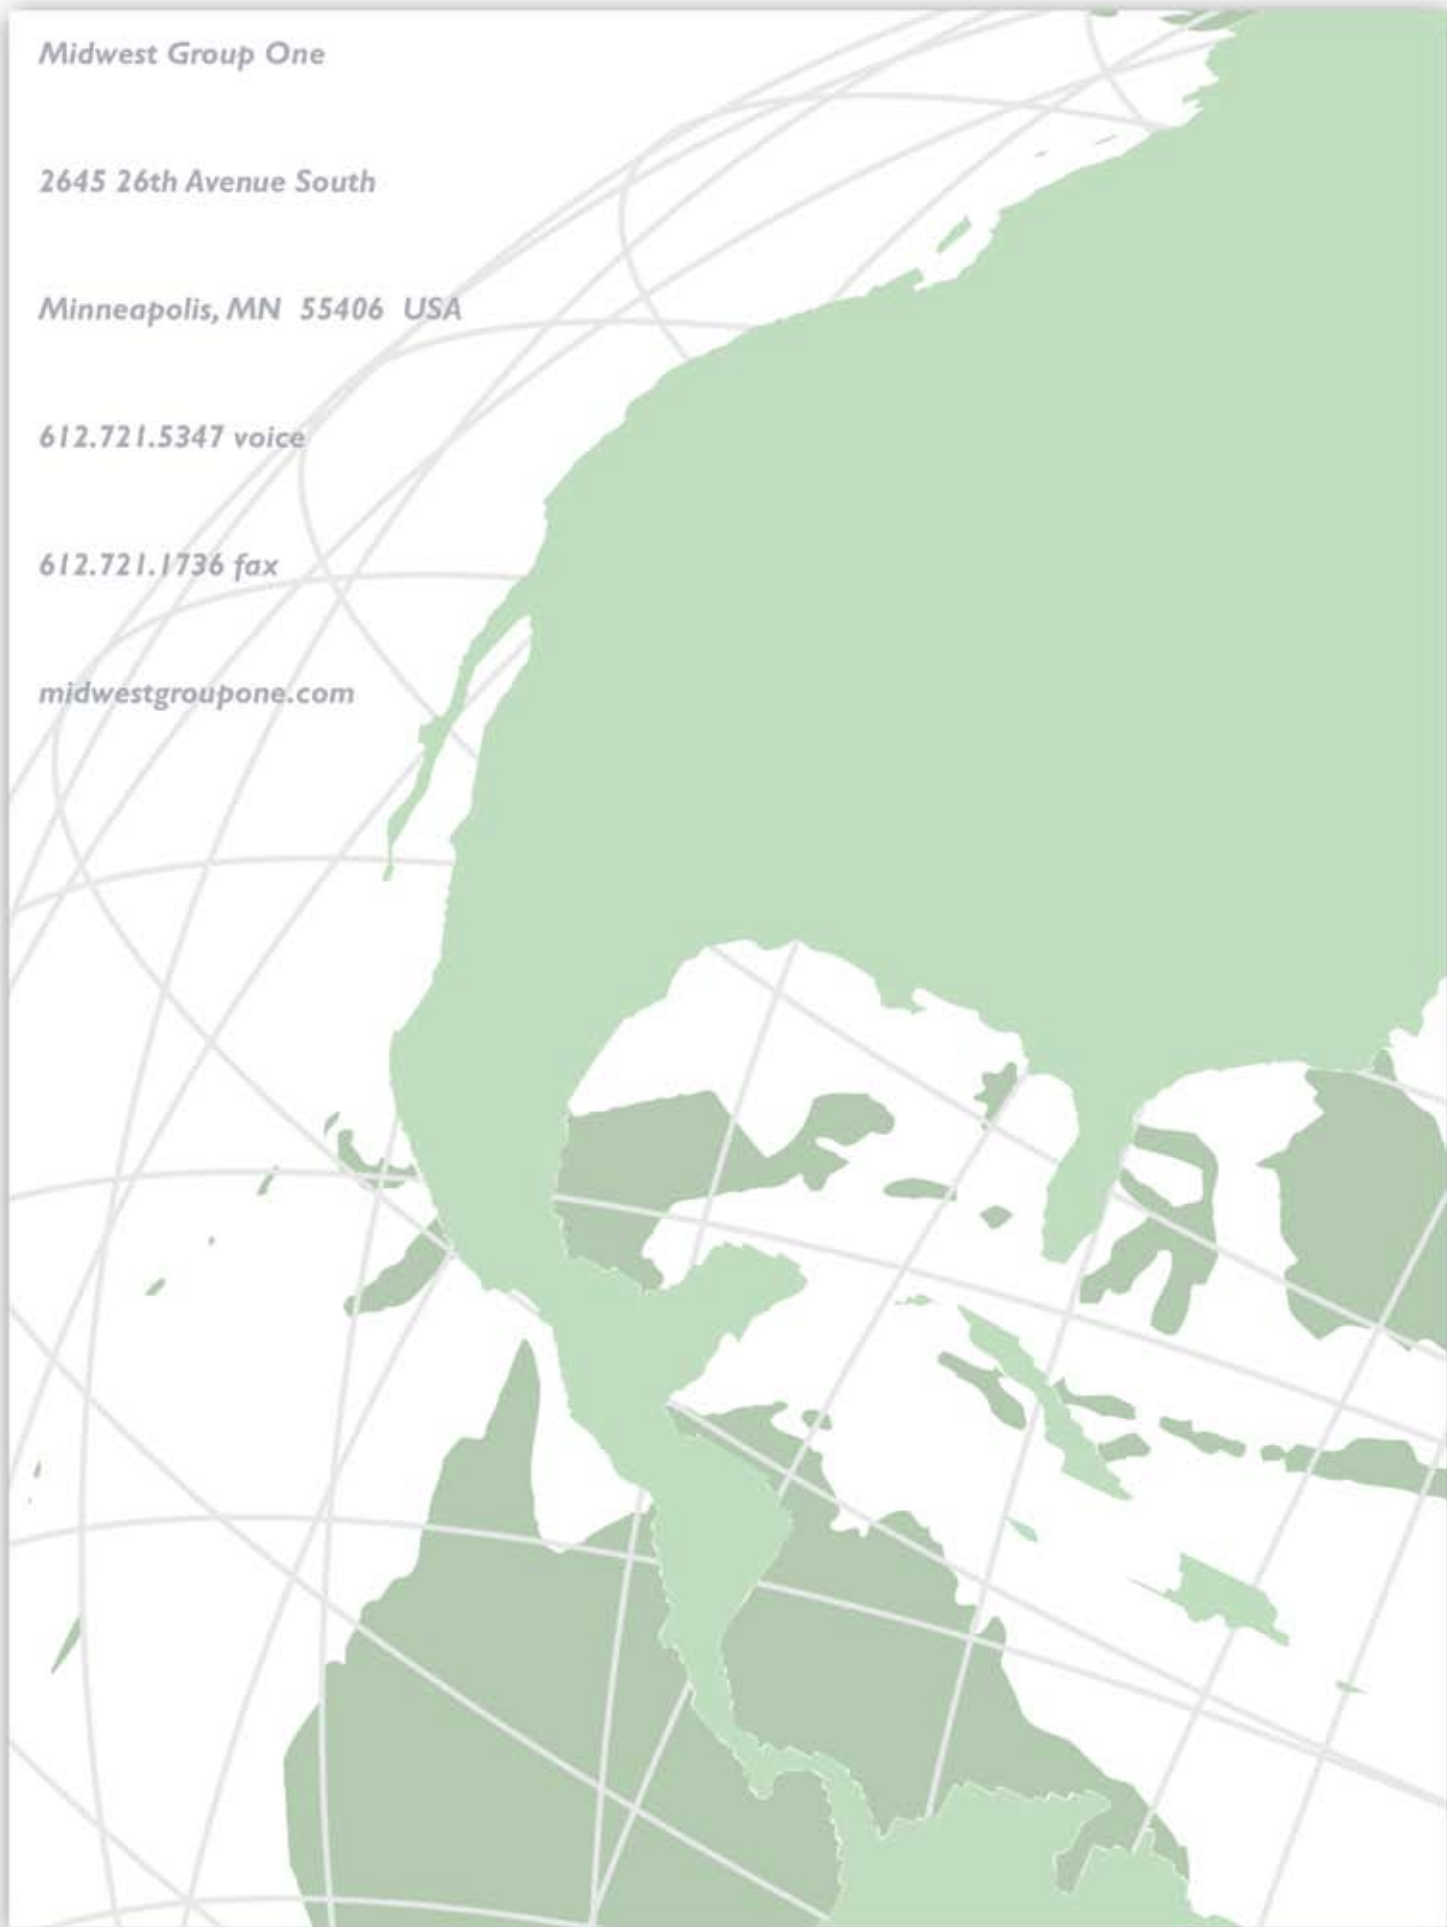 Midwest Group One
2645 26th Avenue South
Minneapolis, MN  55406  USA
612.721.5347 voice
612.721.1736 fax
midwestgroupone.com